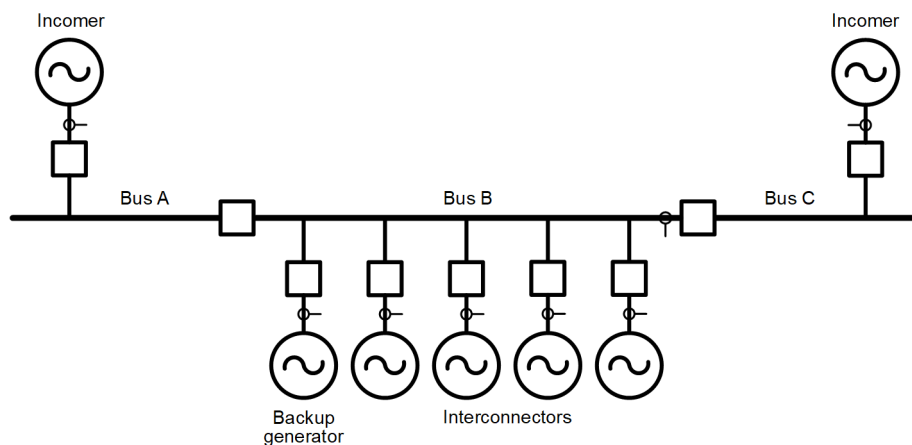 Incomer
Incomer
Bus A
Bus B
Bus C
Backup
generator
Interconnectors